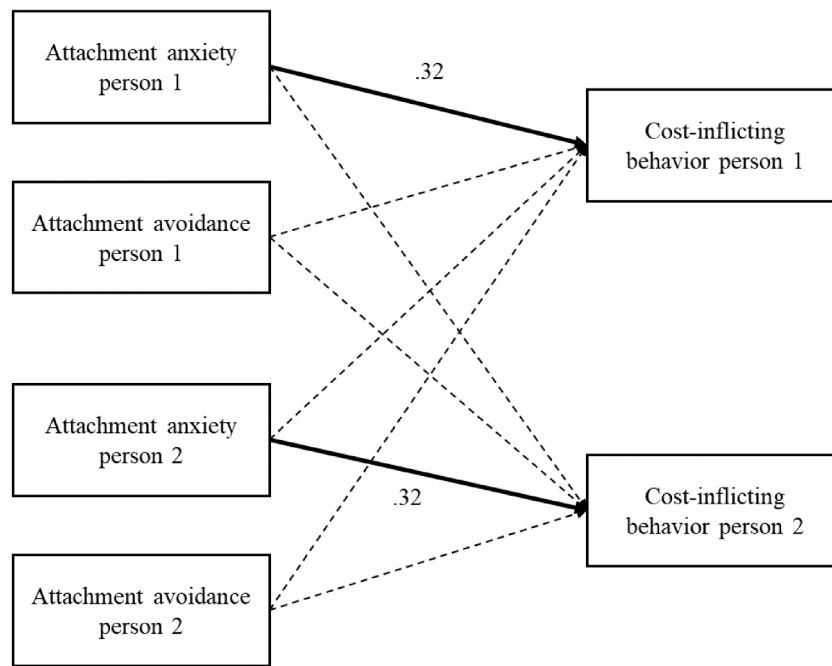 Attachment anxiety
person 1
.32
Cost-inflicting
behavior person 1
Attachment avoidance
person 1
Attachment anxiety
person 2
.32
Cost-inflicting
behavior person 2
Attachment avoidance
person 2